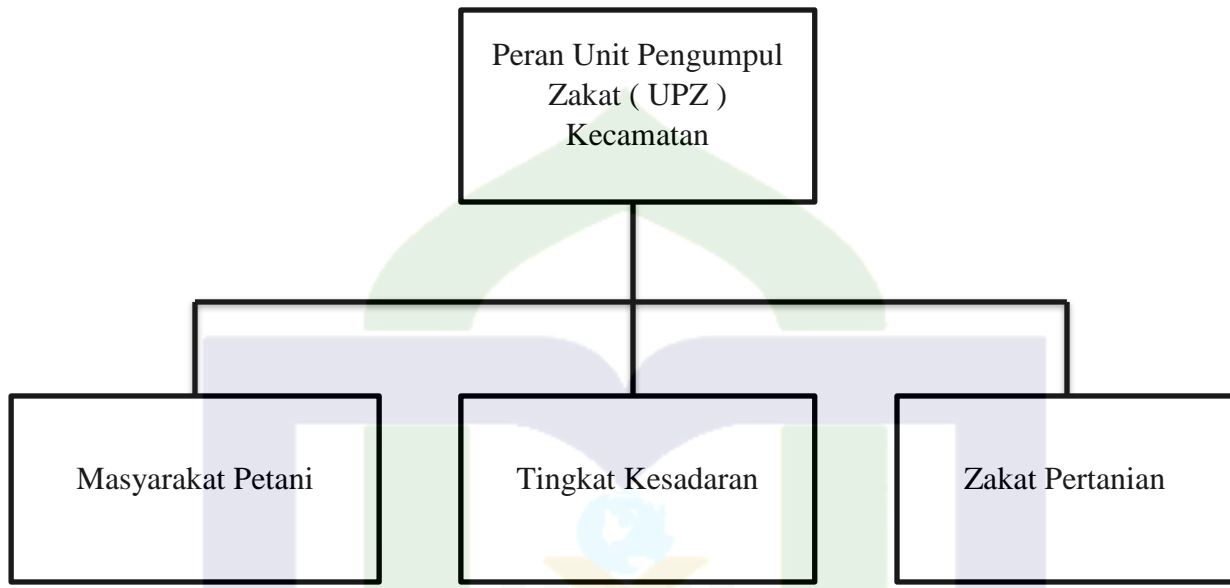 Peran Unit Pengumpul
Zakat ( UPZ )
Kecamatan
Masyarakat Petani
Tingkat Kesadaran
Zakat Pertanian